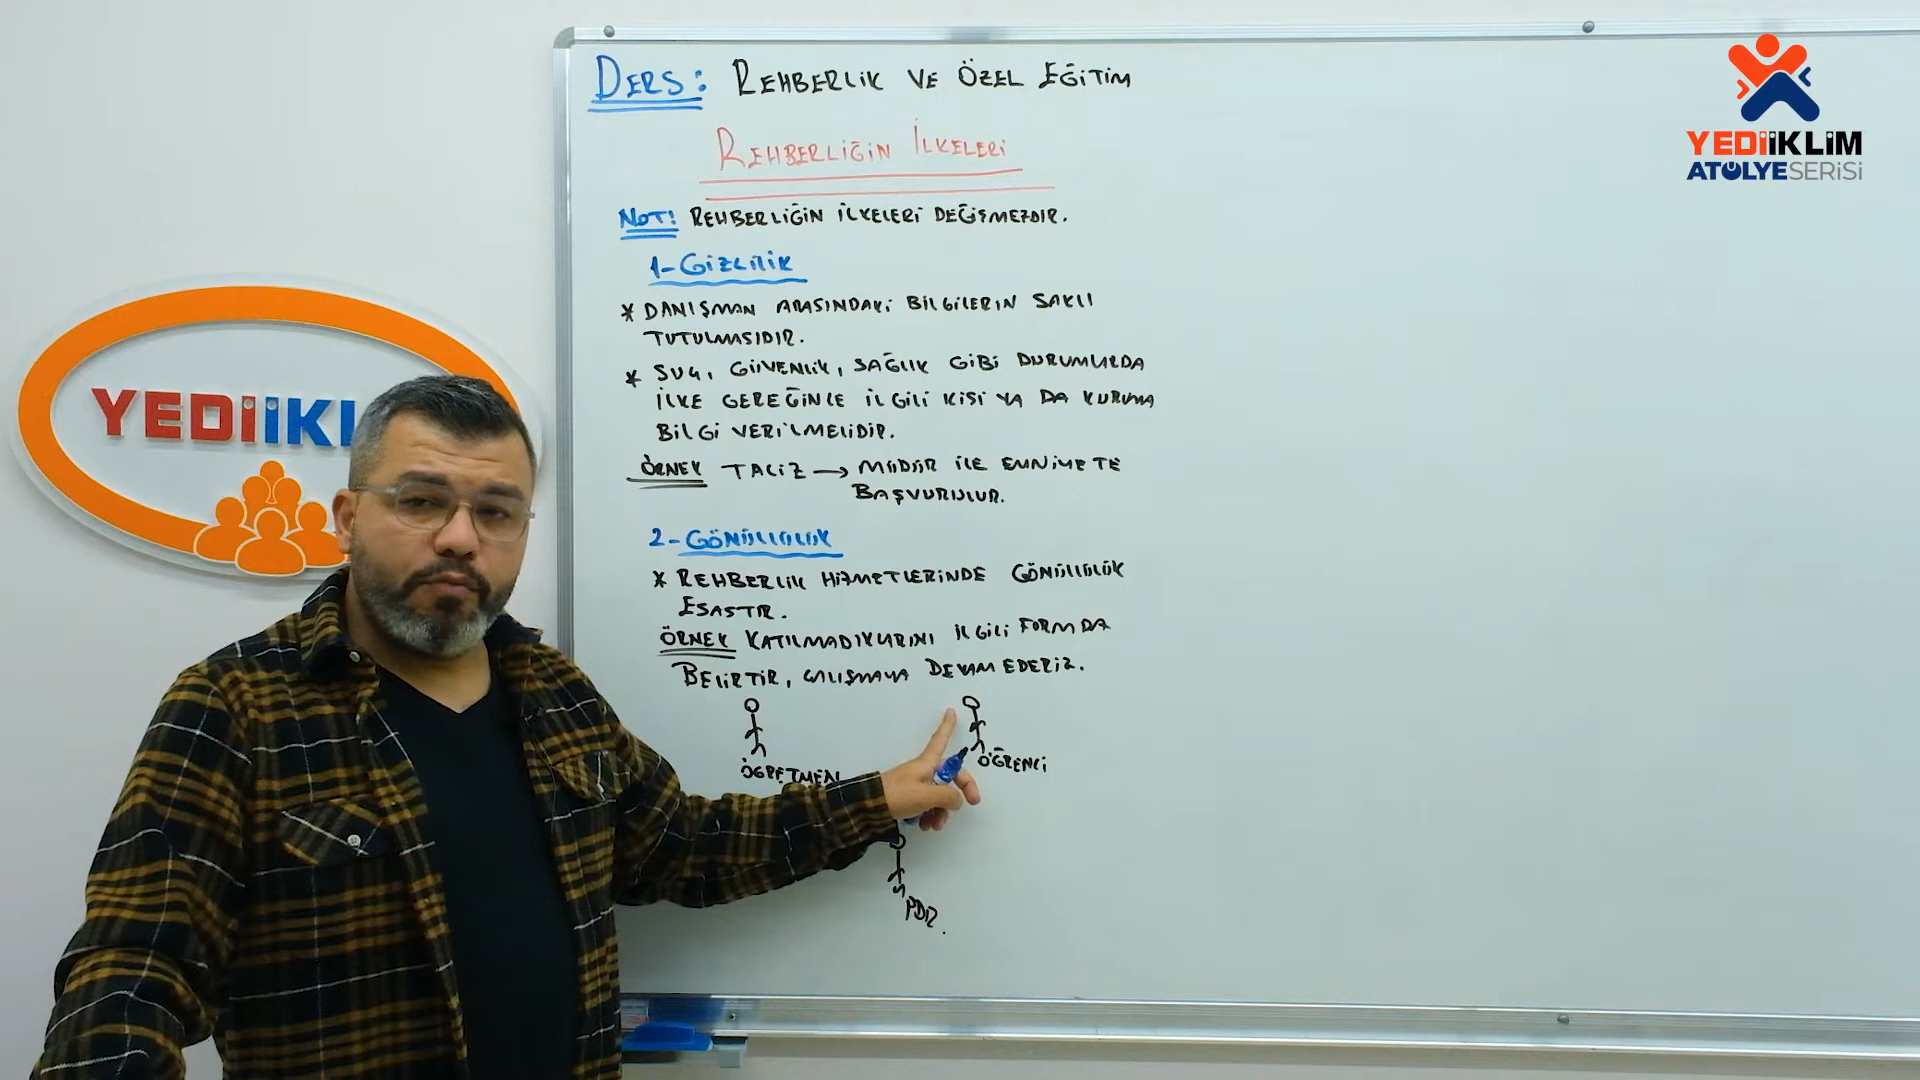 DERS: REHBERLİK VE ÖZEL EĞİTİM
REHBERLİĞİN İLKELERİ
NOT! REHBERLİĞİN İLKELERİ DEĞİŞMEZDİR.
1- GİZLİLİK
* DANIŞMAN ARASINDAKİ BİLGİLERİN SAKLI
TUTULMASIDIR.
* SUÇ, GÜVENLİK, SAĞLIK GİBİ DURUMLARDA
İLKE GEREĞİNCE İLGİLİ KİŞİ YA DA KURUMA
BİLGİ VERİLMELİDİR.
ÖRNEK TACİZ → MÜDÜR İLE EMNİYETE
BAŞVURULUR.
2- GÖNÜLLÜLÜK
* REHBERLİK HİZMETLERİNDE GÖNÜLLÜLÜK
ESASTIR.
ÖRNEK KATILMADIKLARINI İLGİLİ FORMDA
BELİRTİR, ÇALIŞMAYA DEVAM EDERİZ.
ÖĞRETMEN
ÖĞRENCİ
PDR.
YEDİİKL
YEDİİKLİM
ATÖLYESERİSİ